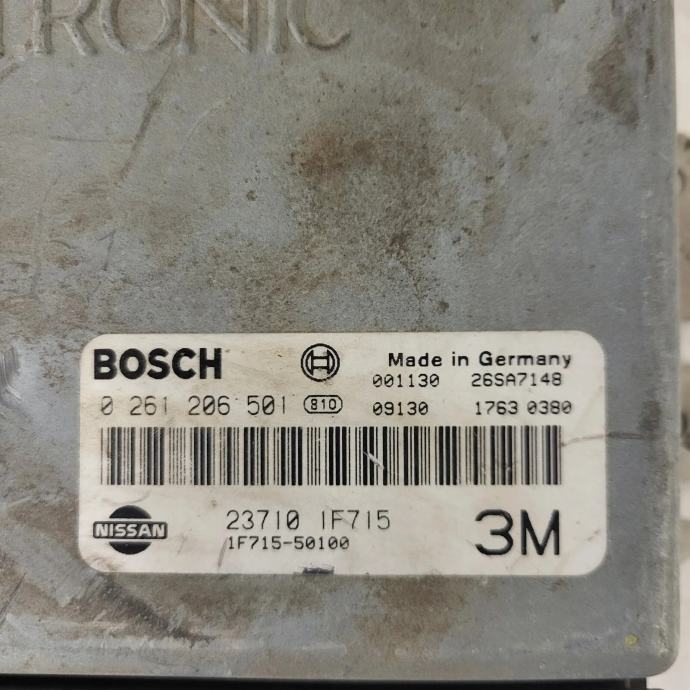 TRONIC
BOSCH
Made in Germany
001130 26SA7148
0 261 206 501 810
09130 1763 0380
NISSAN
23710 1F715
1F715-50100
3M